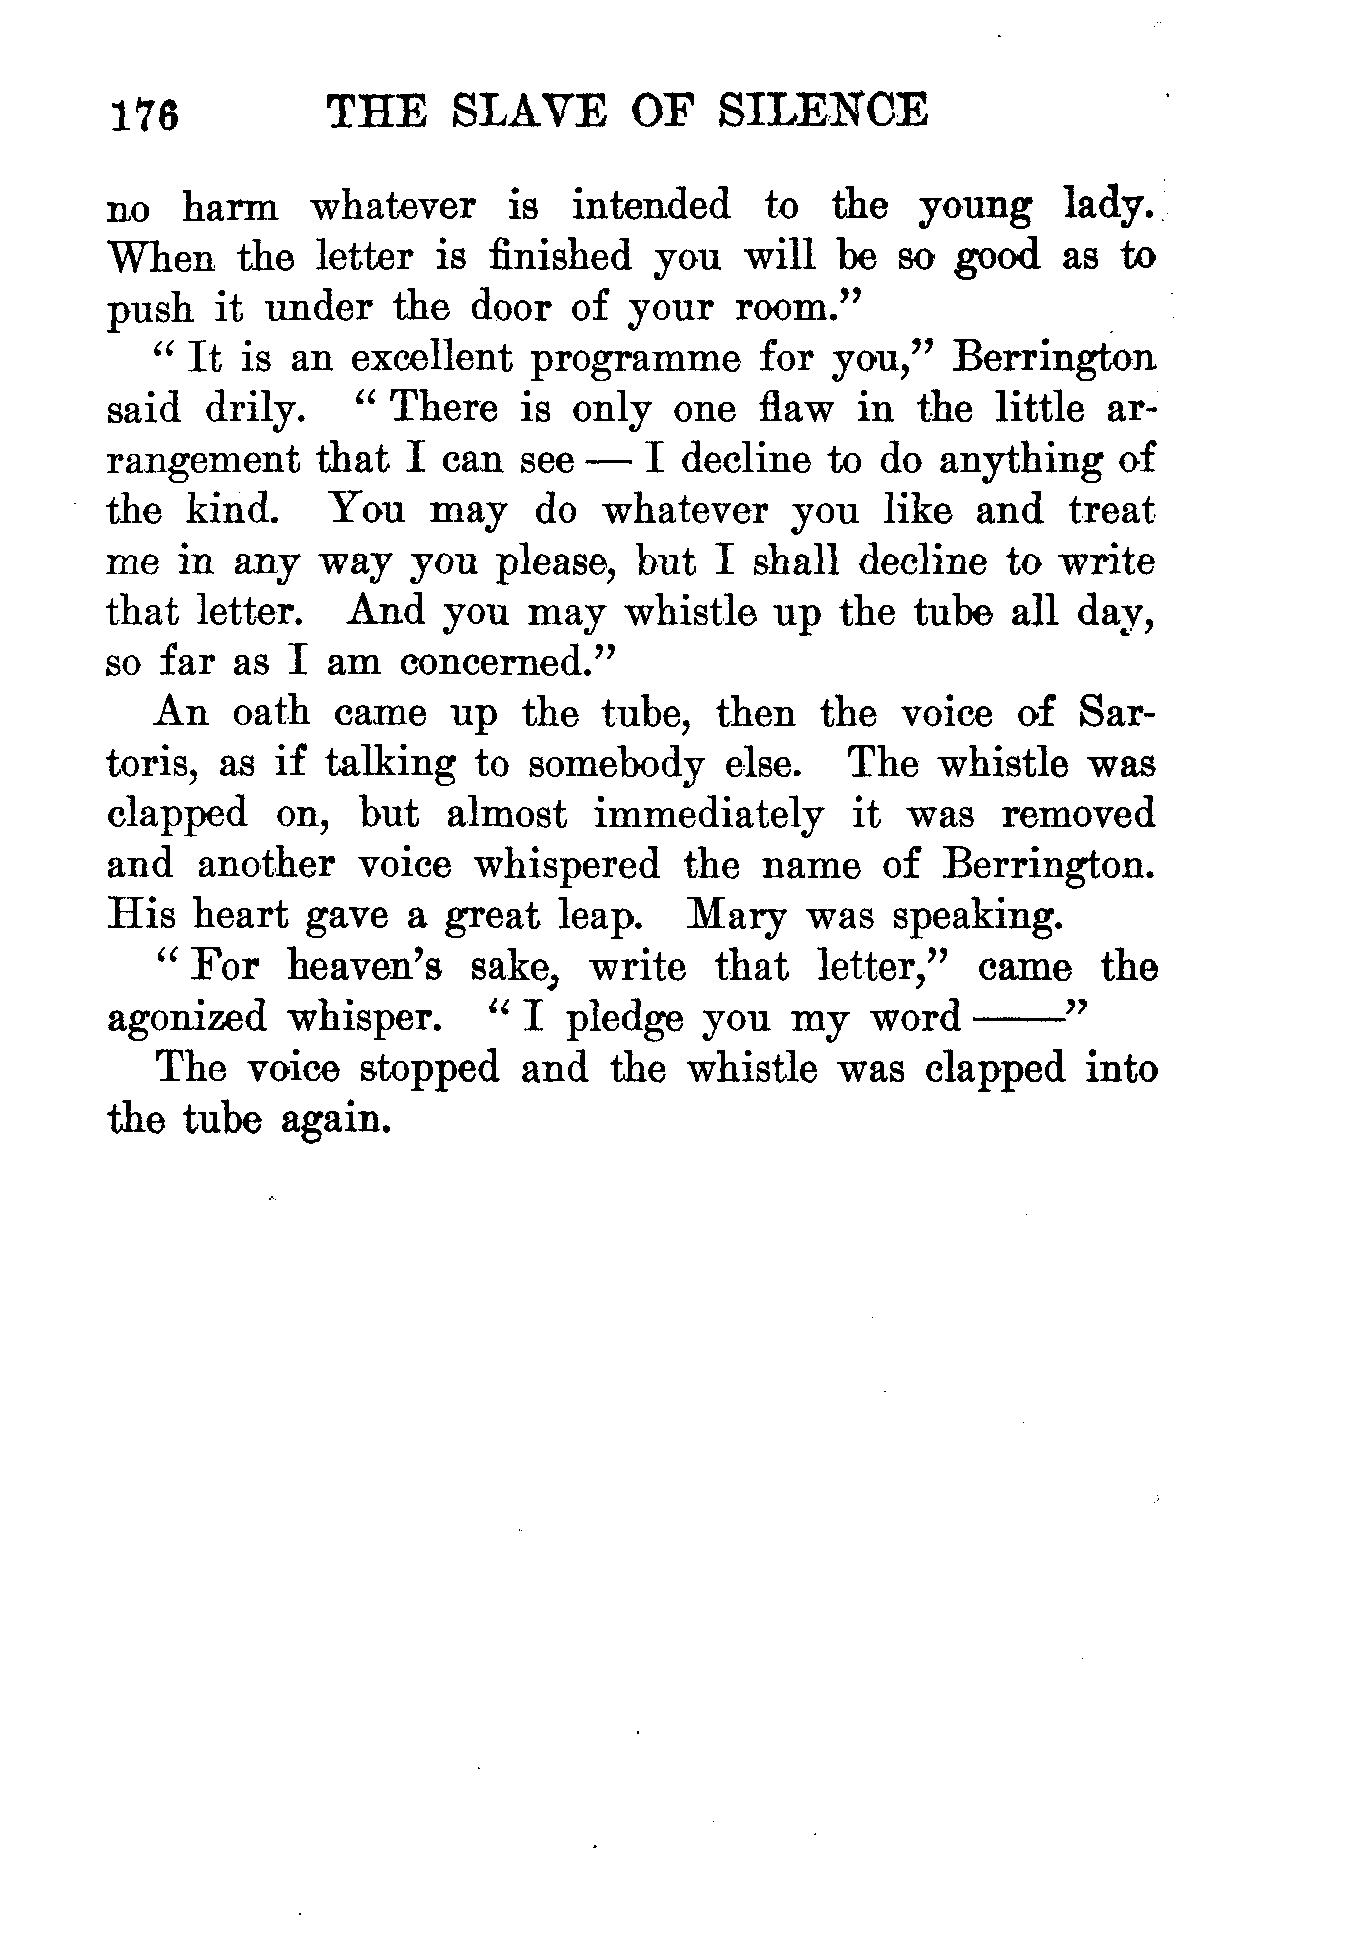 176 THE SLAVE OF SILENCE
no harm whatever is intended to the young lady.
When the letter is finished you will be so good as to
push it under the door of your room.”
“ It is an excellent programme for you,” Berrington
said drily. “ There is only one flaw in the little ar-
rangement that I can see — I decline to do anything of
the kind. You may do whatever you like and treat
me in any way you please, but I shall decline to write
that letter. And you may whistle up the tube all day,
so far as I am concerned.”
An oath came up the tube, then the voice of Sar-
toris, as if talking to somebody else. The whistle was
clapped on, but almost immediately it was removed
and another voice whispered the name of Berrington.
His heart gave a great leap. Mary was speaking.
“ For heaven’s sake, write that letter,” came the
agonized whisper. “ I pledge you my word ——”
The voice stopped and the whistle was clapped into
the tube again.